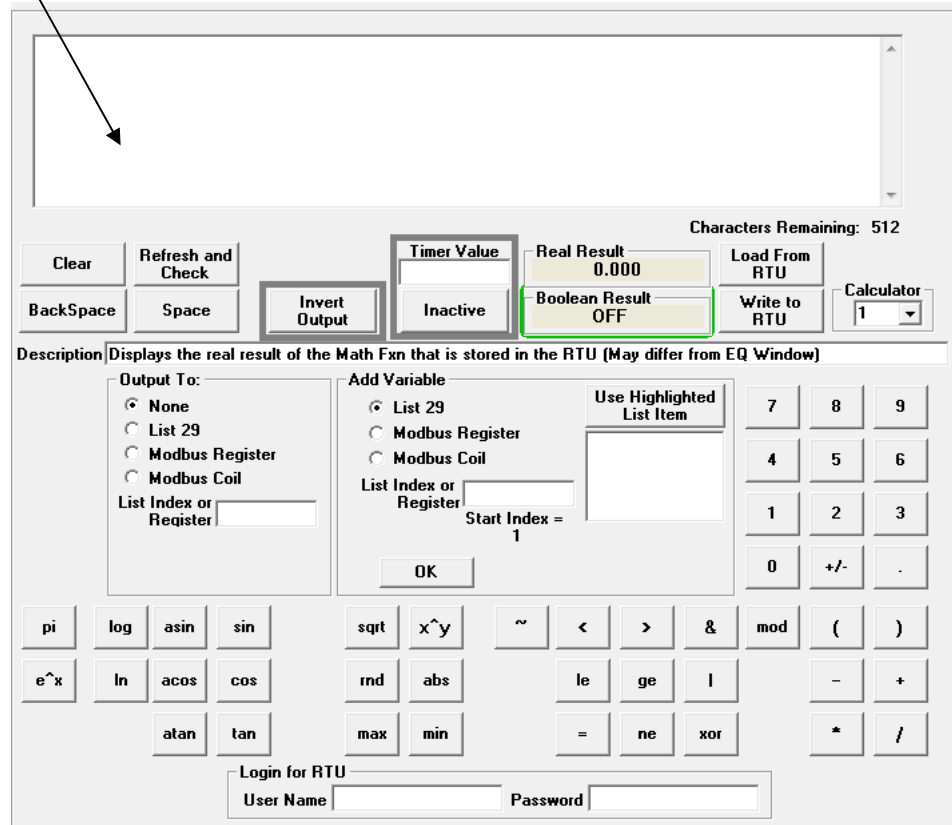 Characters Remaining: 512
Clear
Refresh and
Check
BackSpace
Space
Invert
Output
Timer Value
Inactive
Real Result
0.000
Boolean Result
OFF
Load From
RTU
Write to
RTU
Calculator
1
Description Displays the real result of the Math Fxn that is stored in the RTU (May differ from EQ Window)
Output To:
None
List 29
Modbus Register
Modbus Coil
List Index or
Register
Add Variable
List 29
Modbus Register
Modbus Coil
List Index or
Register
Start Index =
1
OK
Use Highlighted
List Item
7 8 9
4 5 6
1 2 3
0 +/- .
pi log asin sin sqrt x^y ~ < > & mod ( )
e^x ln acos cos rnd abs le ge | - +
atan tan max min = ne xor * /
Login for RTU
User Name Password